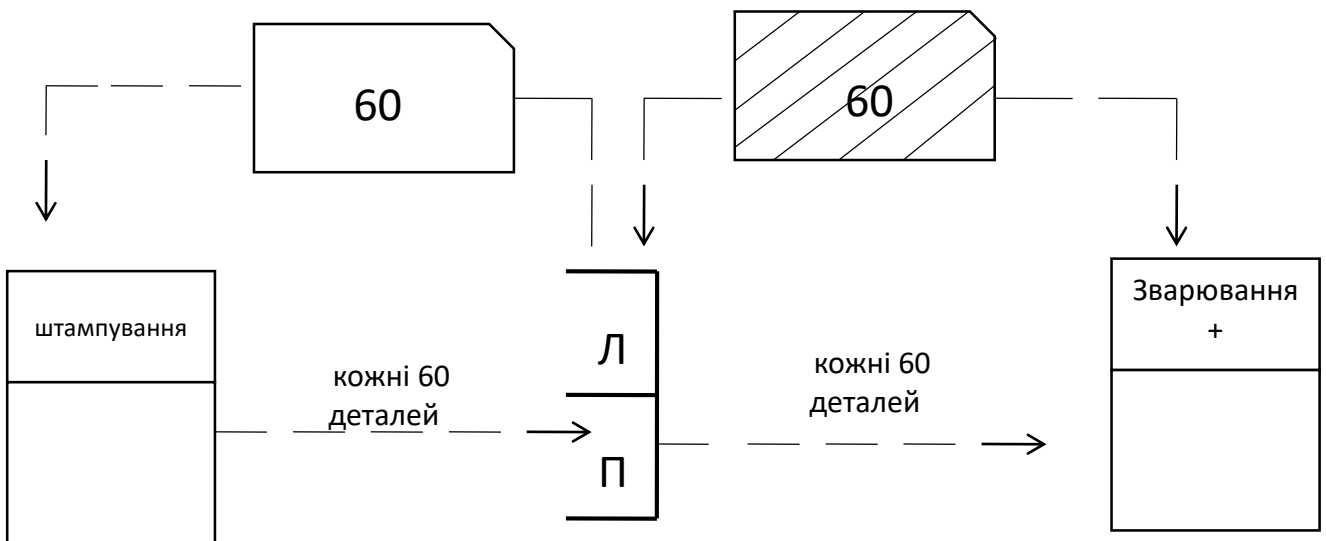 60
60
штампування
Зварювання
+
Л
кожні 60
деталей
кожні 60
деталей
П